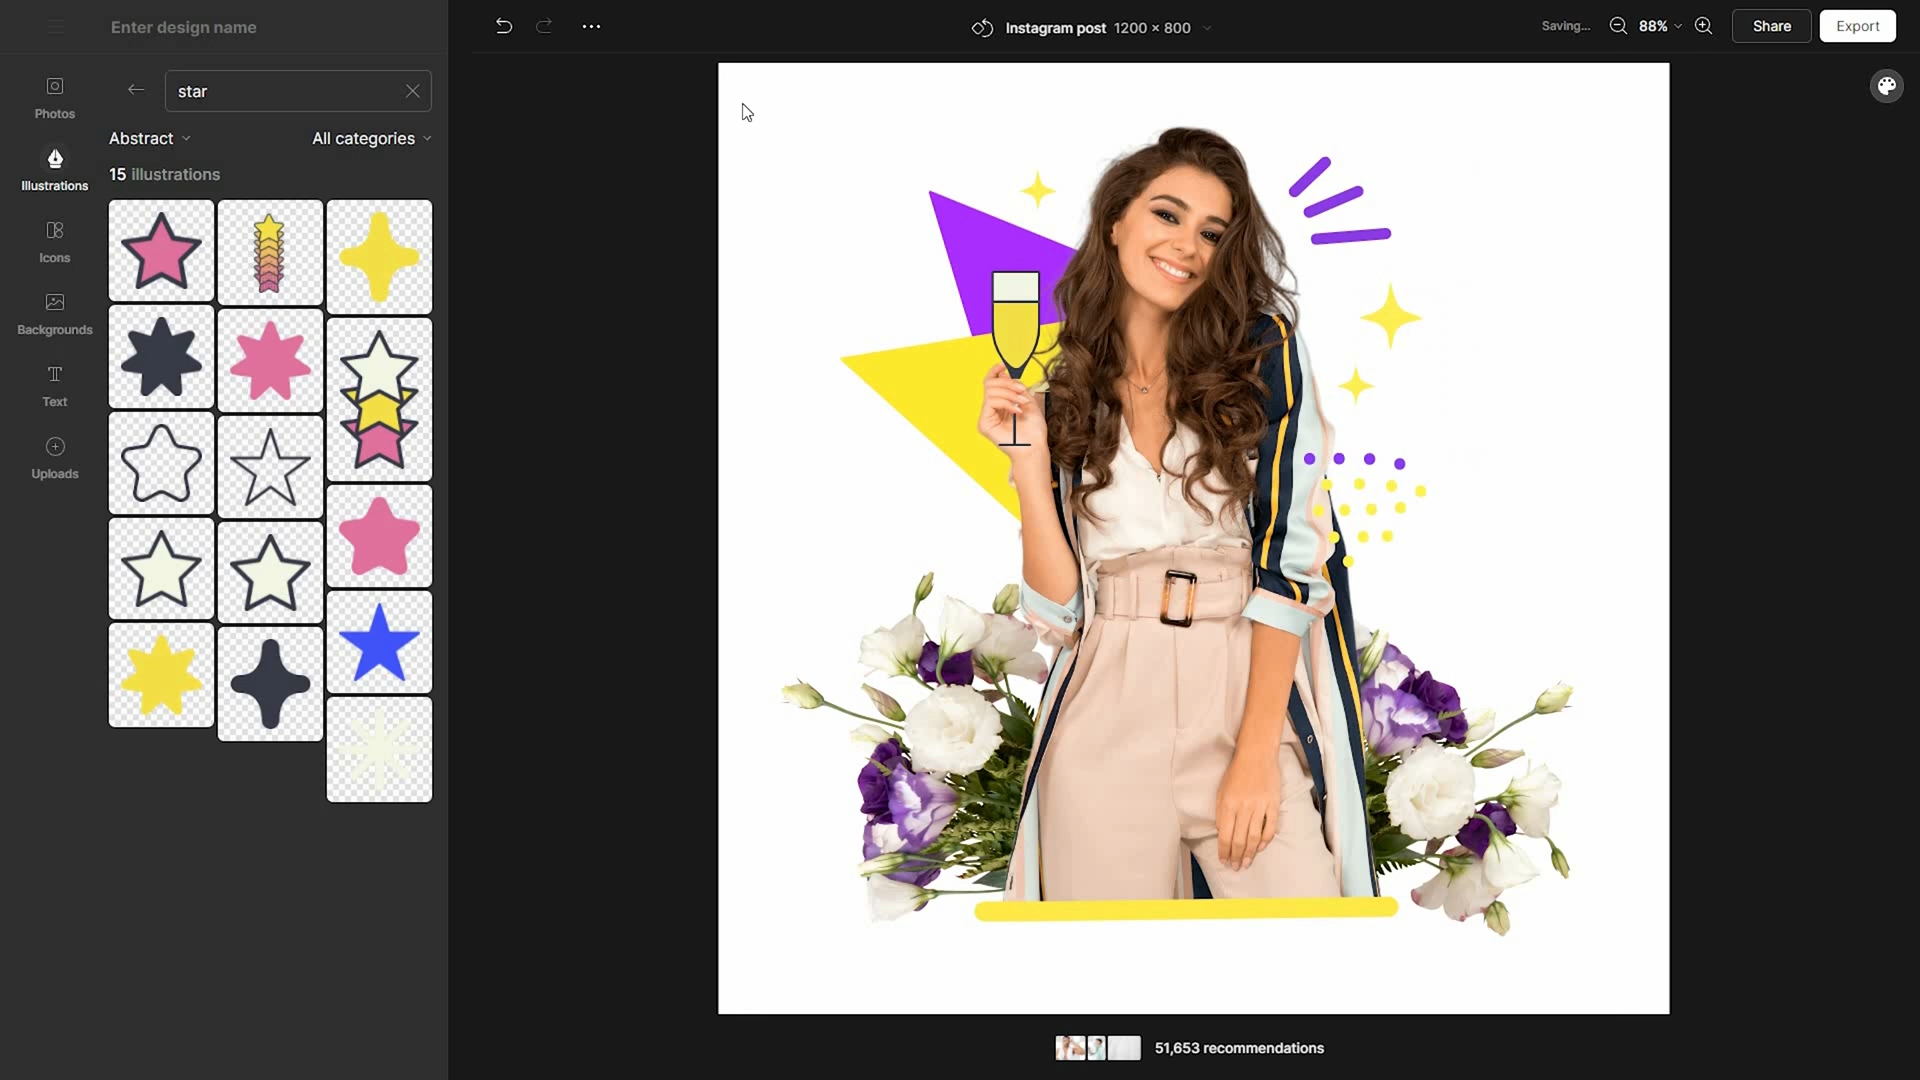 Enter design name
Instagram post 1200 × 800
Saving...
88%
Share
Export
Photos
Illustrations
Icons
Backgrounds
Text
Uploads
star
Abstract
All categories
15 illustrations
51,653 recommendations